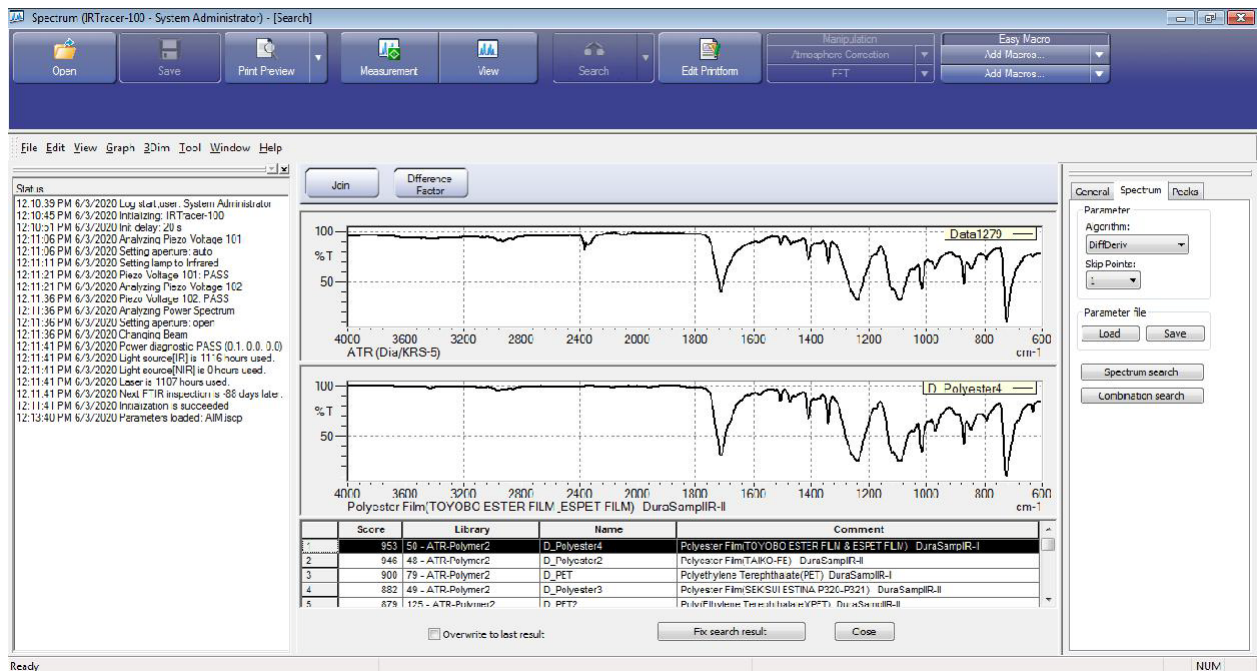 Spectrum (IRTracer-100 - System Administrator) - [Search]
Open
Save
Print Preview
Measurement
View
Search
Edit Printform
Manipulation
Atmosphere Correction
FFT
Easy Macro
Add Macros...
Add Macros...
File Edit View Graph 3Dim Tool Window Help
Status
12:10:39 PM 6/3/2020 Log start,user: System Administrator
12:10:45 PM 6/3/2020 Initializing: IRTracer-100
12:10:51 PM 6/3/2020 Init delay: 20 s
11:11:06 PM 6/3/2020 Analyzing Piezo Voltage 101
12:11:06 PM 6/3/2020 Setting aperture: auto
12:11:11 PM 6/3/2020 Setting lamp to Infrared
12:11:21 PM 6/3/2020 Piezo Voltage 101: PASS
12:11:21 PM 6/3/2020 Analyzing Piezo Voltage 102
12:11:36 PM 6/3/2020 Piezo Voltage 102: PASS
12:11:36 PM 6/3/2020 Analyzing Power Spectrum
12:11:36 PM 6/3/2020 Setting aperture: open
12:11:36 PM 6/3/2020 Changing Beam
12:11:41 PM 6/3/2020 Power diagnostic PASS (0.1, 0.0, 0.0)
12:11:41 PM 6/3/2020 Light source[IR] is 1116 hours used.
12:11:41 PM 6/3/2020 Light source[NIR] is 0 hours used.
12:11:41 PM 6/3/2020 Laser is 1107 hours used.
12:11:41 PM 6/3/2020 Next FTIR inspection is -88 days later.
12:11:41 PM 6/3/2020 Initialization is succeeded
12:13:40 PM 6/3/2020 Parameters loaded: AIM.iscp
Join
Difference Factor
100
%T
50
Data1279
4000 3600 3200 2800 2400 2000 1800 1600 1400 1200 1000 800 600
ATR (Dia/KRS-5) cm-1
100
%T
50
D_Polyester4
4000 3600 3200 2800 2400 2000 1800 1600 1400 1200 1000 800 600
Polyester Film(TOYOBO ESTER FILM_ESPET FILM) DuraSamplIR-II cm-1
Score Library Name Comment
1 953 50 - ATR-Polymer2 D_Polyester4 Polyester Film(TOYOBO ESTER FILM & ESPET FILM) DuraSamplIR-II
2 946 48 - ATR-Polymer2 D_Polyester2 Polyester Film(TAIKO-FE) DuraSamplIR-II
3 900 79 - ATR-Polymer2 D_PET Polyethylene Terephthalate(PET) DuraSamplIR-II
4 882 49 - ATR-Polymer2 D_Polyester3 Polyester Film(SEKISUI ESTINA P320-P321) DuraSamplIR-II
5 879 125 - ATR-Polymer2 D_PET2 Poly(Ethylene Terephthalate)(PET) DuraSamplIR-II
Overwrite to last result
Fix search result
Close
General Spectrum Peaks
Parameter
Algorithm:
DiffDeriv
Skip Points:
1
Parameter file
Load
Save
Spectrum search
Combination search
Ready
NUM